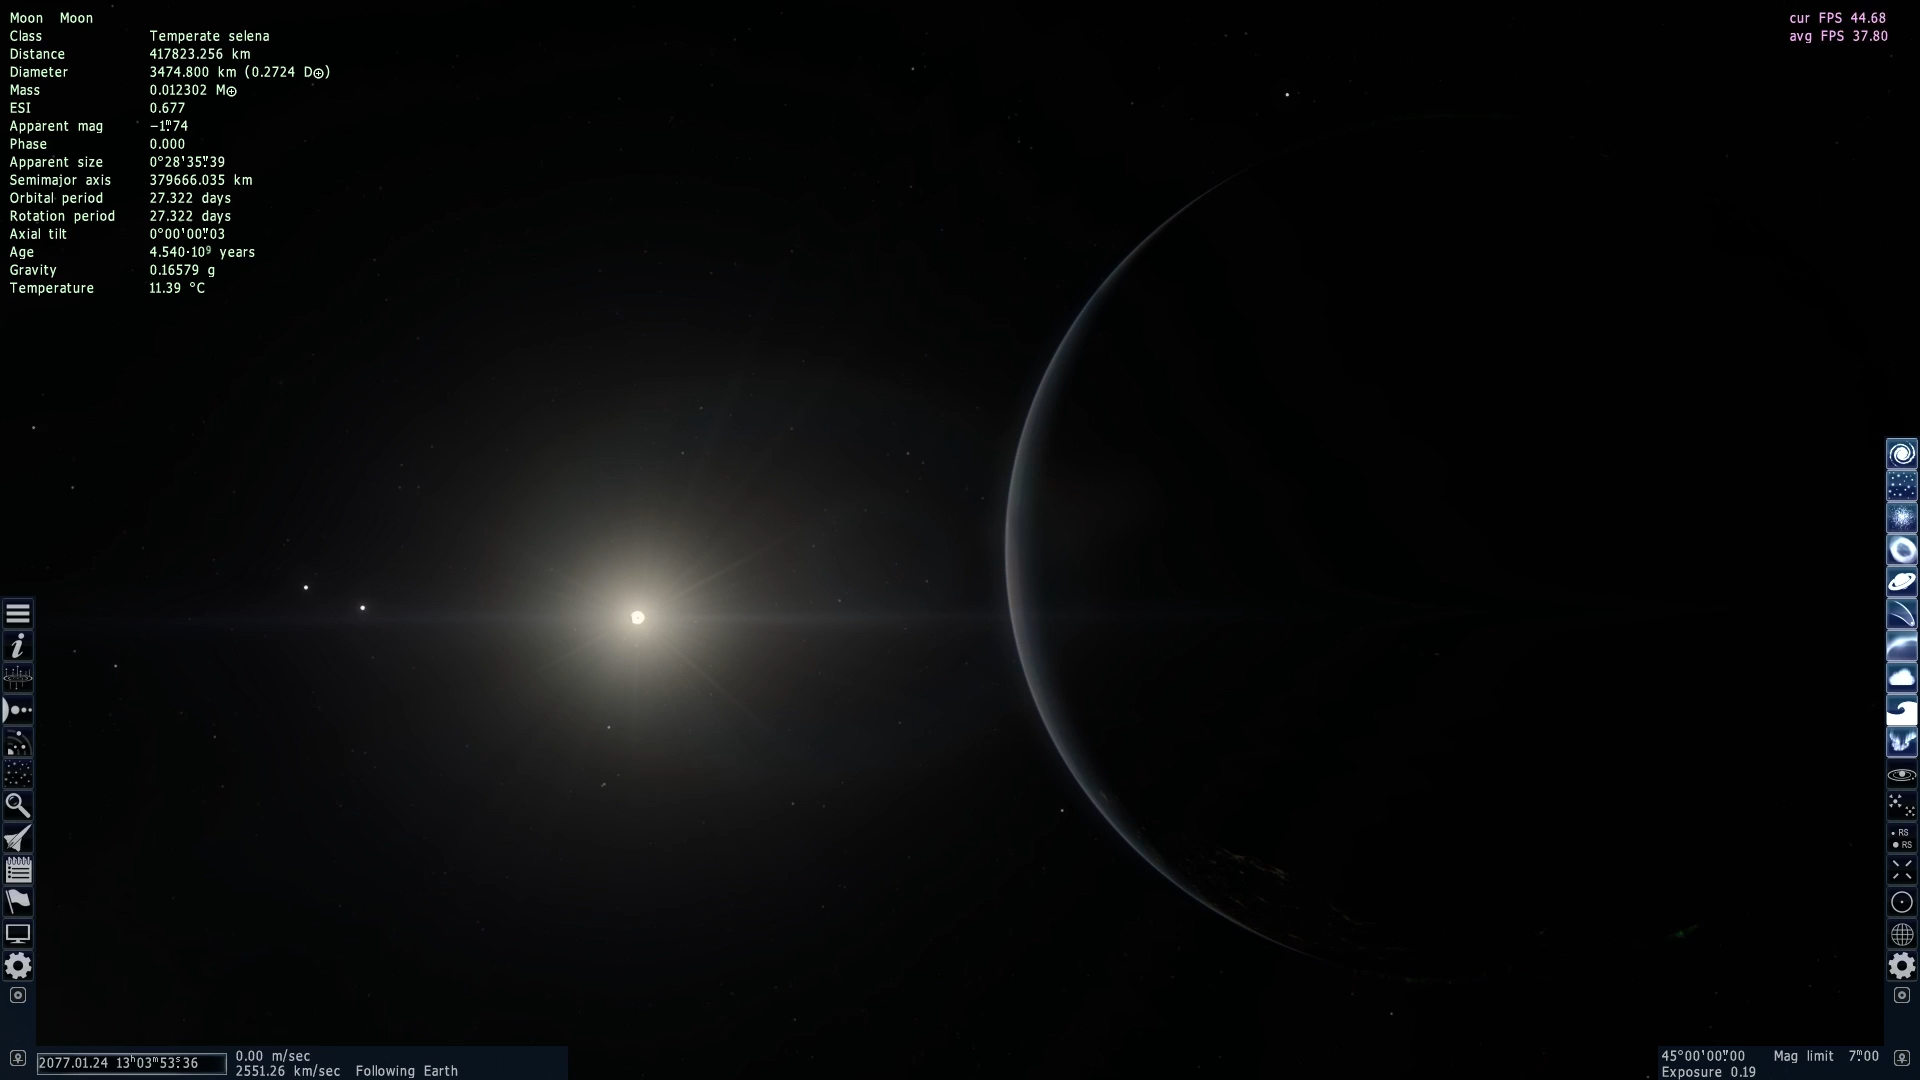 Moon Moon
Class Temperate selena
Distance 417823.256 km
Diameter 3474.800 km (0.2724 D⊕)
Mass 0.012302 M⊕
ESI 0.677
Apparent mag −1ᵐ.74
Phase 0.000
Apparent size 0°28'35".39
Semimajor axis 379666.035 km
Orbital period 27.322 days
Rotation period 27.322 days
Axial tilt 0°00'00".03
Age 4.540·10⁹ years
Gravity 0.16579 g
Temperature 11.39 °C
cur FPS 44.68
avg FPS 37.80
RS
RS
2077.01.24 13ʰ03ᵐ53ˢ.36
0.00 m/sec
2551.26 km/sec Following Earth
45°00'00".00 Mag limit 7ᵐ.00
Exposure 0.19